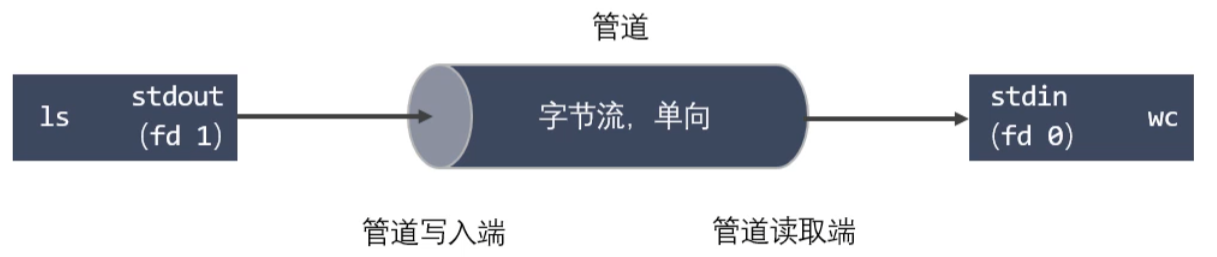 管道
ls
stdout
(fd 1)
字节流，单向
stdin
(fd 0)
wc
管道写入端
管道读取端